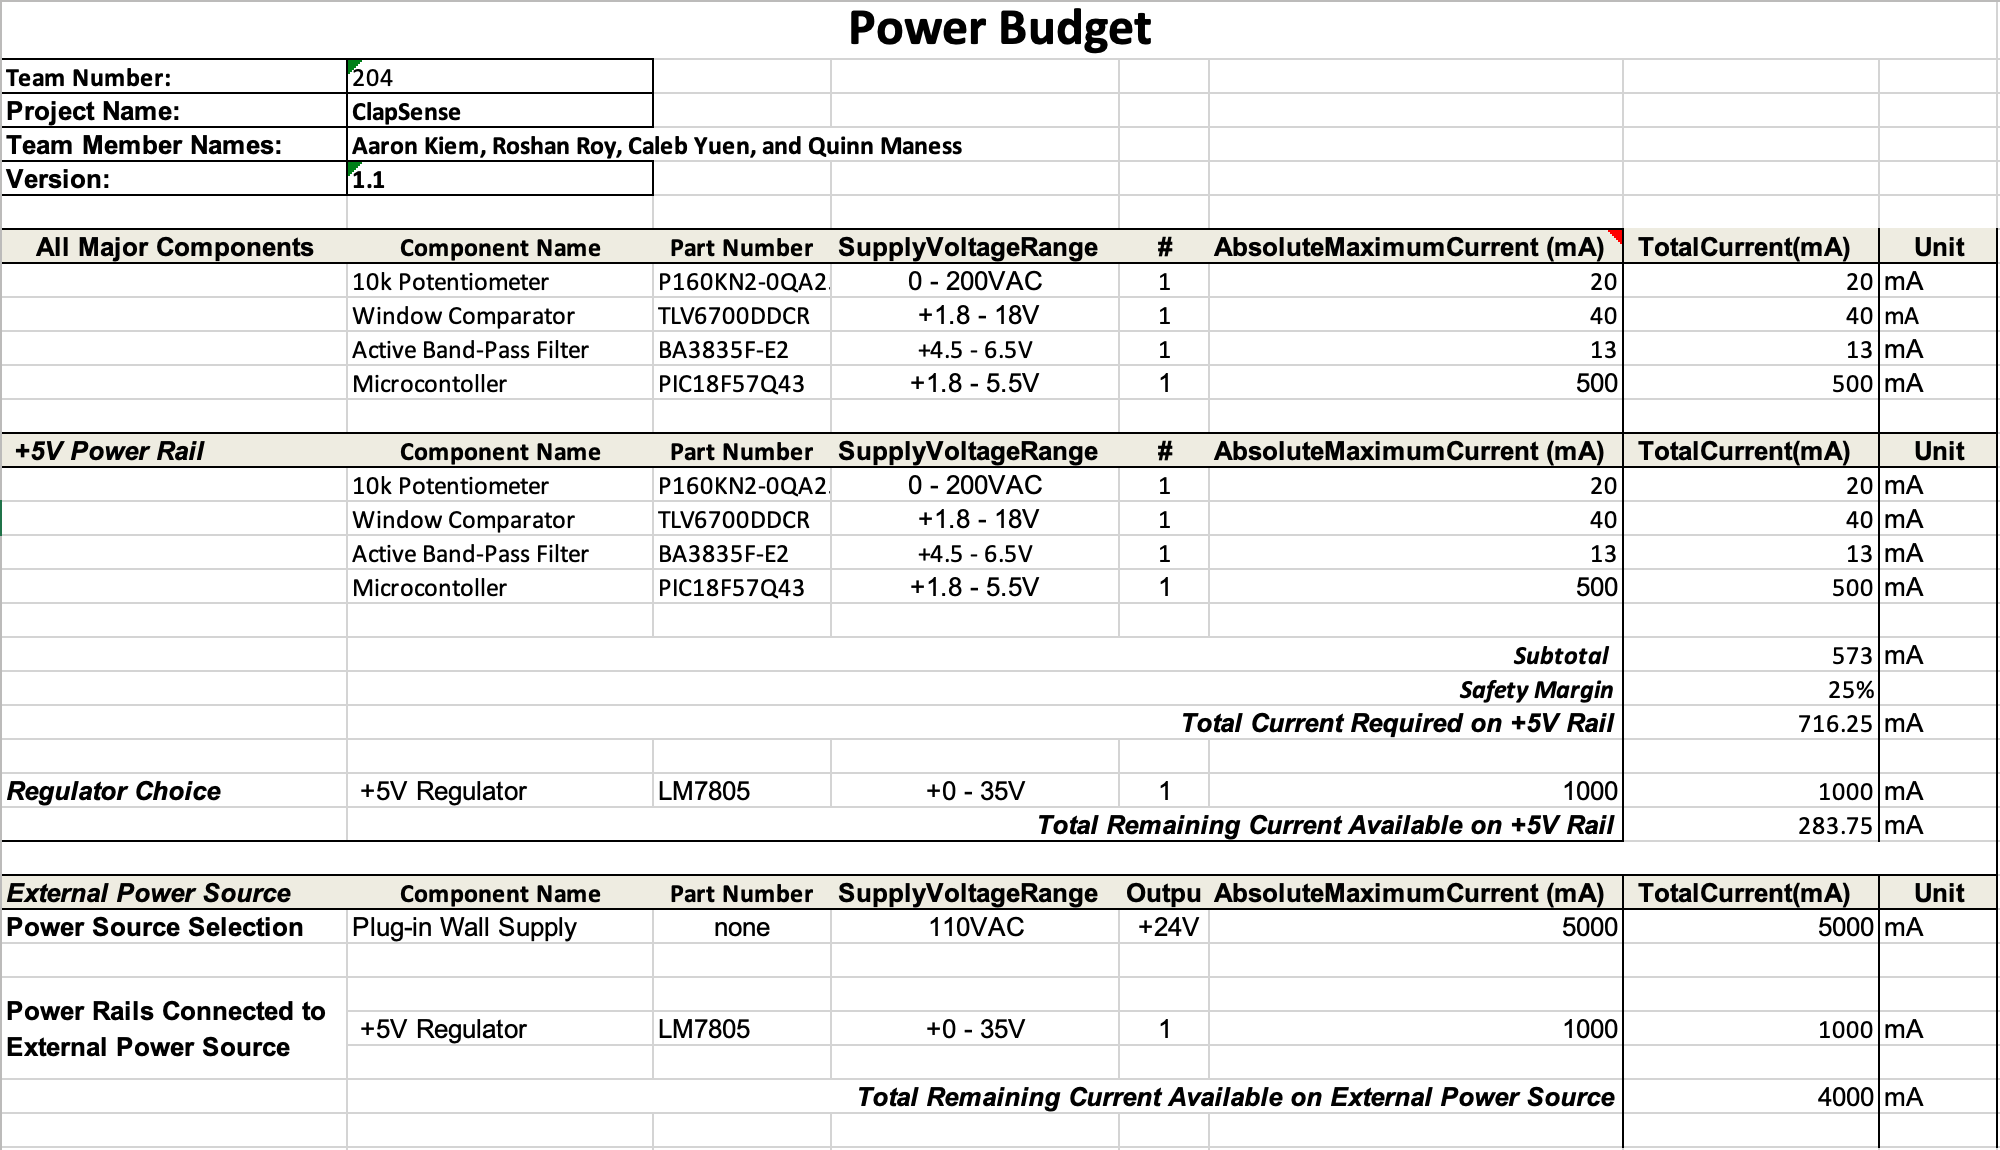 Power Budget
Team Number: 204
Project Name: ClapSense
Team Member Names: Aaron Kiem, Roshan Roy, Caleb Yuen, and Quinn Maness
Version: 1.1
All Major Components Component Name Part Number SupplyVoltageRange # AbsoluteMaximumCurrent (mA) TotalCurrent(mA) Unit
10k Potentiometer P160KN2-0QA2. 0 - 200VAC 1 20 20 mA
Window Comparator TLV6700DDCR +1.8 - 18V 1 40 40 mA
Active Band-Pass Filter BA3835F-E2 +4.5 - 6.5V 1 13 13 mA
Microcontoller PIC18F57Q43 +1.8 - 5.5V 1 500 500 mA
+5V Power Rail Component Name Part Number SupplyVoltageRange # AbsoluteMaximumCurrent (mA) TotalCurrent(mA) Unit
10k Potentiometer P160KN2-0QA2. 0 - 200VAC 1 20 20 mA
Window Comparator TLV6700DDCR +1.8 - 18V 1 40 40 mA
Active Band-Pass Filter BA3835F-E2 +4.5 - 6.5V 1 13 13 mA
Microcontoller PIC18F57Q43 +1.8 - 5.5V 1 500 500 mA
Subtotal 573 mA
Safety Margin 25%
Total Current Required on +5V Rail 716.25 mA
Regulator Choice +5V Regulator LM7805 +0 - 35V 1 1000 1000 mA
Total Remaining Current Available on +5V Rail 283.75 mA
External Power Source Component Name Part Number SupplyVoltageRange Outpu AbsoluteMaximumCurrent (mA) TotalCurrent(mA) Unit
Power Source Selection Plug-in Wall Supply none 110VAC +24V 5000 5000 mA
Power Rails Connected to
External Power Source
+5V Regulator LM7805 +0 - 35V 1 1000 1000 mA
Total Remaining Current Available on External Power Source 4000 mA